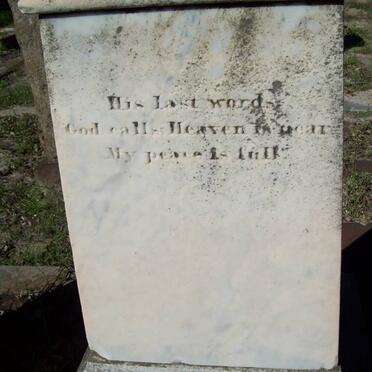 His last words
God calls, Heaven is near
My peace is full